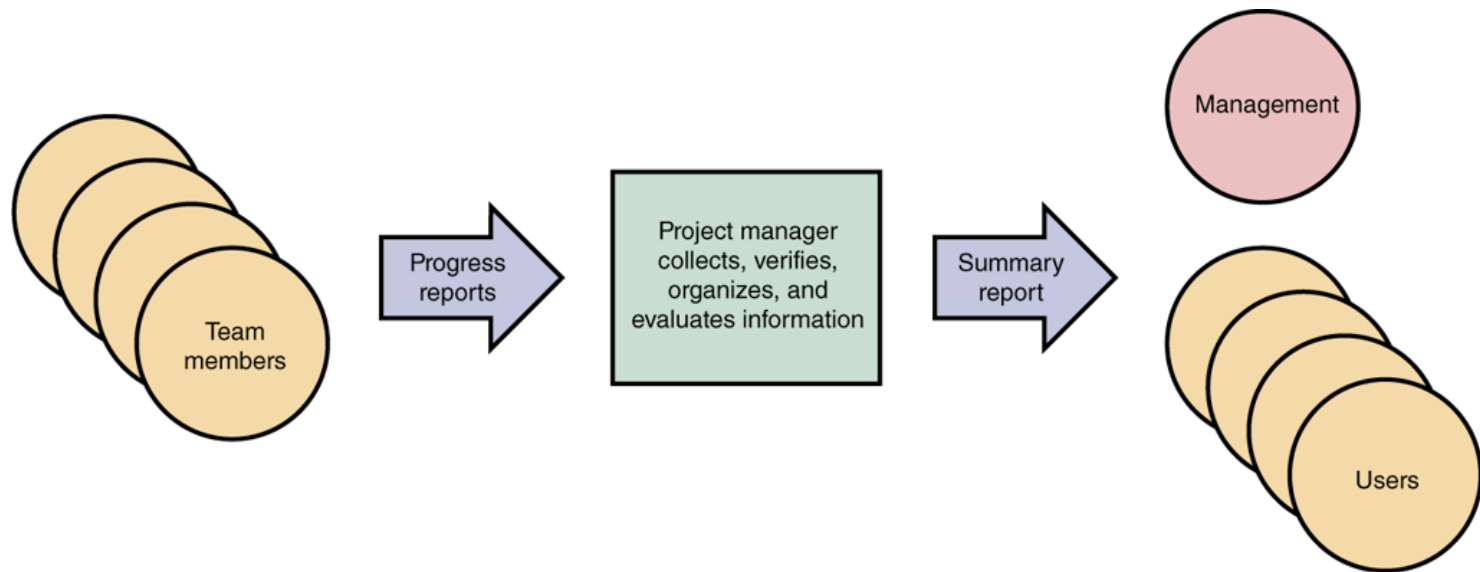 Management
Team
members
Progress
reports
Project manager
collects, verifies,
organizes, and
evaluates information
Summary
report
Users